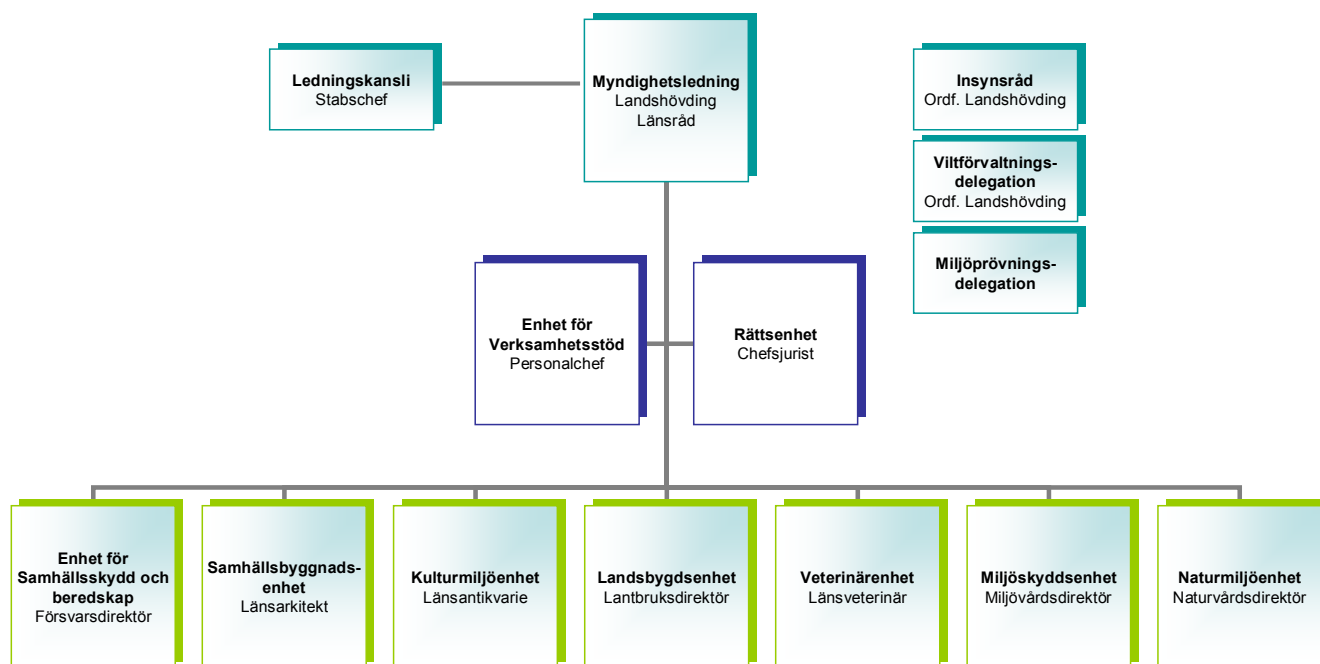 Ledningskansli
Stabschef
Myndighetsledning
Landshövding
Länsråd
Insynsråd
Ordf. Landshövding
Viltförvaltnings-
delegation
Ordf. Landshövding
Miljöprövnings-
delegation
Enhet för
Verksamhetsstöd
Personalchef
Rättsenhet
Chefsjurist
Enhet för
Samhällsskydd och
beredskap
Försvarsdirektör
Samhällsbyggnads-
enhet
Länsarkitekt
Kulturmiljöenhet
Länsantikvarie
Landsbygdsenhet
Lantbruksdirektör
Veterinärenhet
Länsveterinär
Miljöskyddsenhet
Miljövårdsdirektör
Naturmiljöenhet
Naturvårdsdirektör